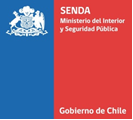 SENDA
Ministerio del Interior
y Seguridad Pública
Gobierno de Chile